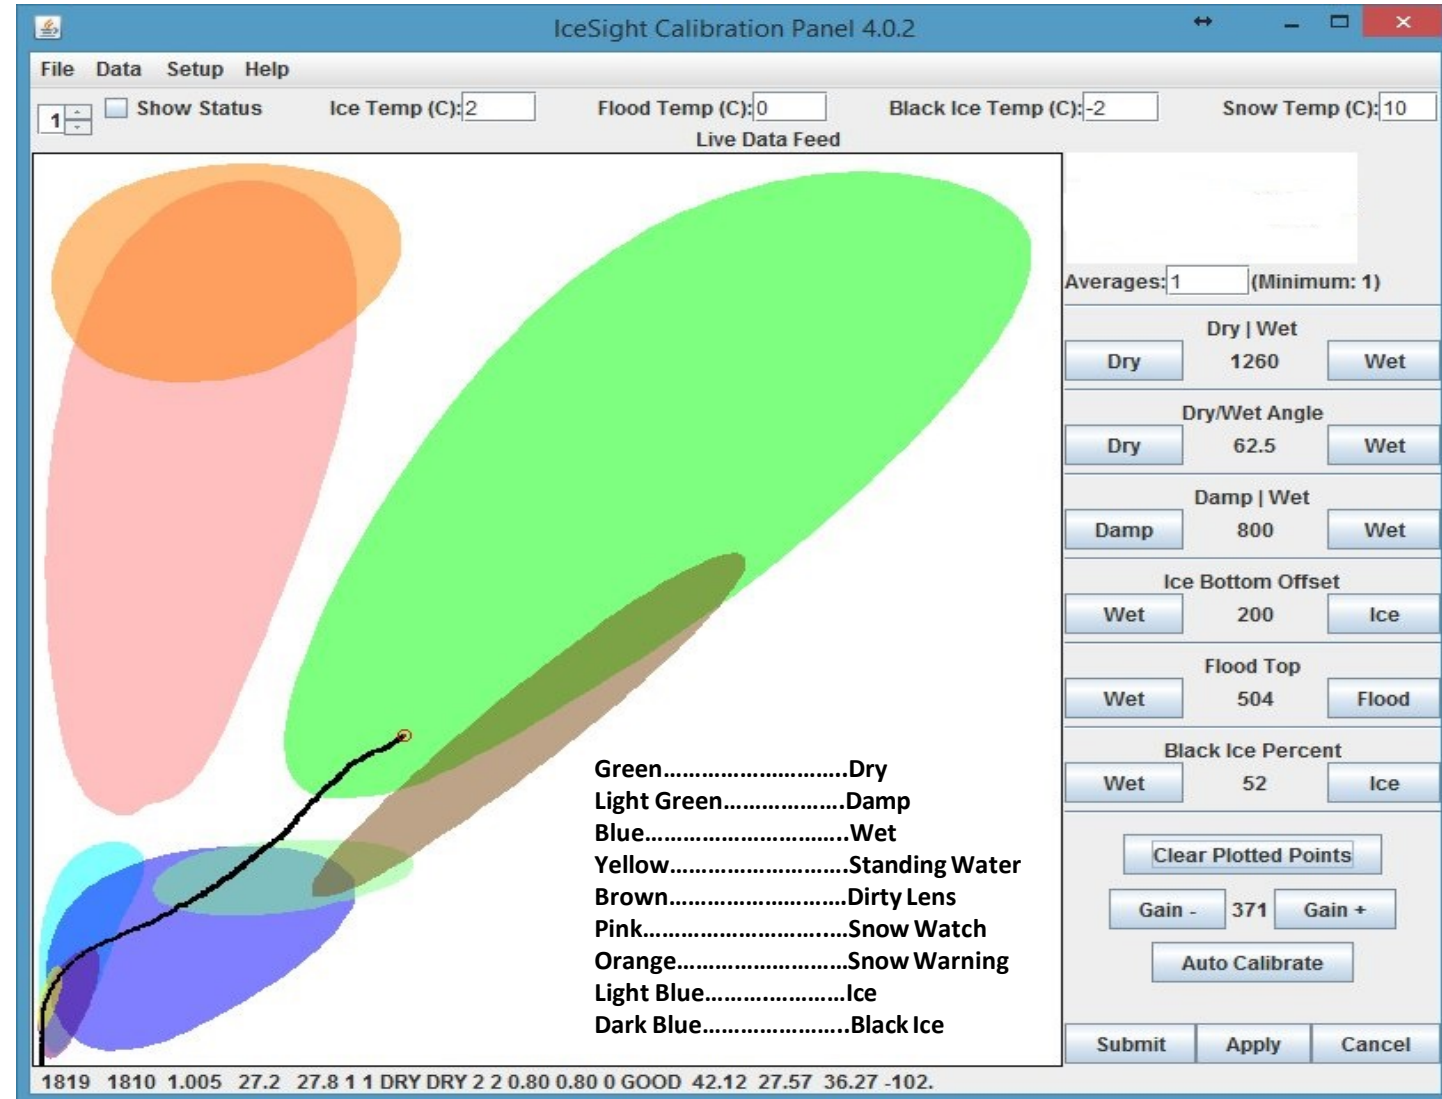 IceSight Calibration Panel 4.0.2
File Data Setup Help
1 Show Status Ice Temp (C): 2 Flood Temp (C): 0 Black Ice Temp (C): -2 Snow Temp (C): 10
Live Data Feed
Averages: 1 (Minimum: 1)
Dry | Wet
Dry 1260 Wet
Dry/Wet Angle
Dry 62.5 Wet
Damp | Wet
Damp 800 Wet
Ice Bottom Offset
Wet 200 Ice
Flood Top
Wet 504 Flood
Black Ice Percent
Wet 52 Ice
Clear Plotted Points
Gain - 371 Gain +
Auto Calibrate
Submit Apply Cancel
Green..............................Dry
Light Green...................Damp
Blue................................Wet
Yellow............................Standing Water
Brown............................Dirty Lens
Pink................................Snow Watch
Orange...........................Snow Warning
Light Blue......................Ice
Dark Blue.......................Black Ice
1819 1810 1.005 27.2 27.8 1 1 DRY DRY 2 2 0.80 0.80 0 GOOD 42.12 27.57 36.27 -102.